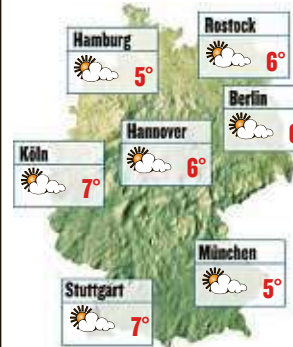 Rostock
6°
Hamburg
5°
Berlin
Hannover
6°
Köln
7°
München
5°
Stuttgart
7°